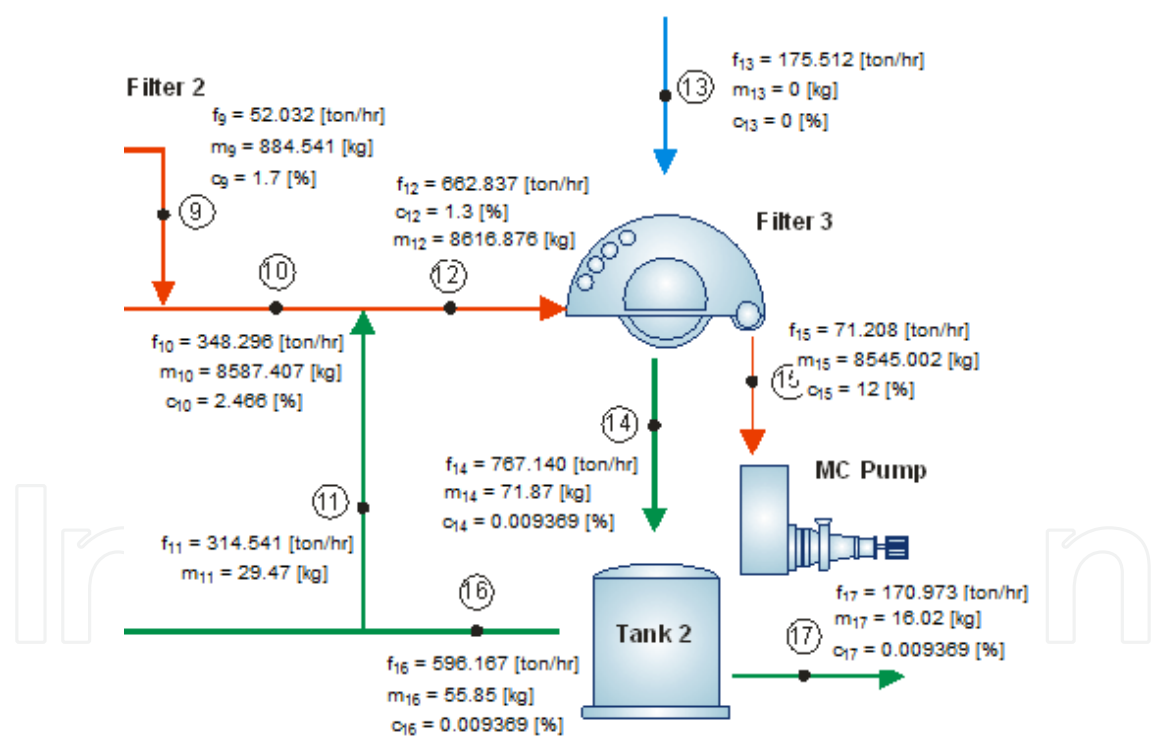 Filter 2
f9 = 52.032 [ton/hr]
m9 = 884.541 [kg]
c9 = 1.7 [%]
9
13
f13 = 175.512 [ton/hr]
m13 = 0 [kg]
c13 = 0 [%]
f12 = 662.837 [ton/hr]
c12 = 1.3 [%]
m12 = 8616.876 [kg]
Filter 3
10
12
f10 = 348.296 [ton/hr]
m10 = 8587.407 [kg]
c10 = 2.466 [%]
f15 = 71.208 [ton/hr]
m15 = 8545.002 [kg]
c15 = 12 [%]
15
14
f14 = 767.140 [ton/hr]
m14 = 71.87 [kg]
c14 = 0.009369 [%]
MC Pump
11
f11 = 314.541 [ton/hr]
m11 = 29.47 [kg]
16
Tank 2
f16 = 596.167 [ton/hr]
m16 = 55.85 [kg]
c16 = 0.009369 [%]
17
f17 = 170.973 [ton/hr]
m17 = 16.02 [kg]
c17 = 0.009369 [%]